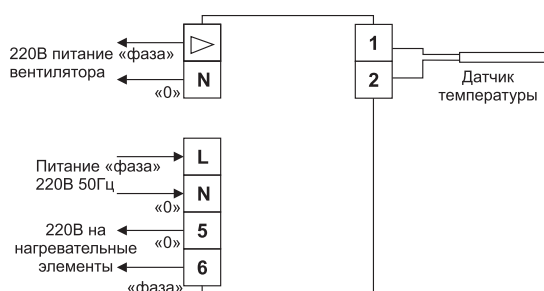 220В питание «фаза»
вентилятора
N
«0»
1
2
Датчик
температуры
Питание «фаза»
220В 50Гц
«0»
L
N
5
6
220В на
«0»
нагревательные
элементы
«фаза»